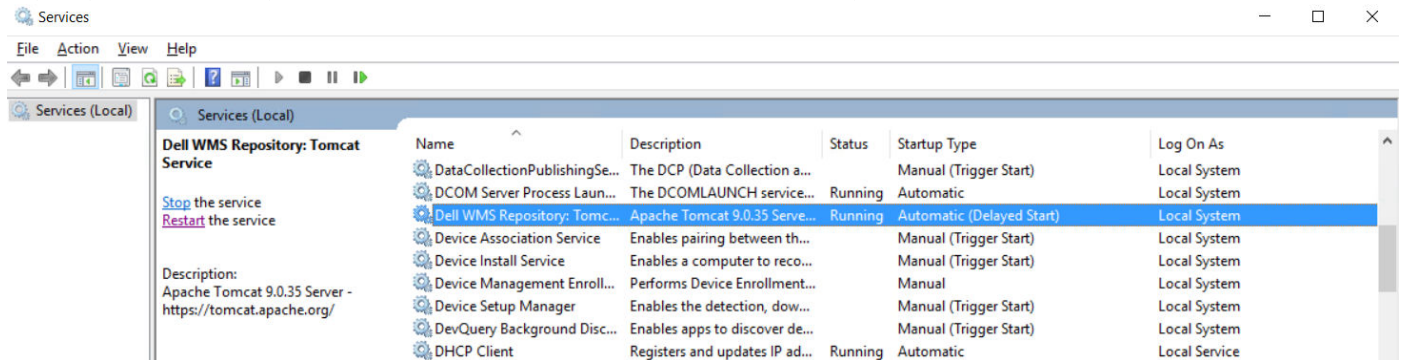 Services
File Action View Help
Services (Local)
Services (Local)
Dell WMS Repository: Tomcat
Service
Stop the service
Restart the service
Description:
Apache Tomcat 9.0.35 Server -
https://tomcat.apache.org/
Name Description Status Startup Type Log On As
DataCollectionPublishingSe... The DCP (Data Collection a... Manual (Trigger Start) Local System
DCOM Server Process Laun... The DCOMLAUNCH service... Running Automatic Local System
Dell WMS Repository: Tomc... Apache Tomcat 9.0.35 Serve... Running Automatic (Delayed Start) Local System
Device Association Service Enables pairing between th... Manual (Trigger Start) Local System
Device Install Service Enables a computer to reco... Manual (Trigger Start) Local System
Device Management Enroll... Performs Device Enrollment... Manual Local System
Device Setup Manager Enables the detection, dow... Manual (Trigger Start) Local System
DevQuery Background Disc... Enables apps to discover de... Manual (Trigger Start) Local System
DHCP Client Registers and updates IP ad... Running Automatic Local Service